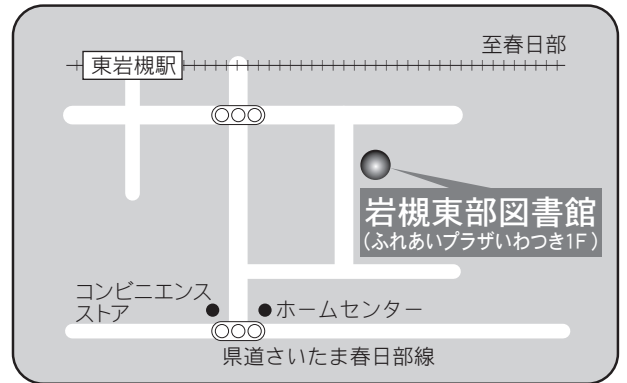 至春日部
東岩槻駅
岩槻東部図書館
(ふれあいプラザいわつき1F)
コンビニエンス
ストア
ホームセンター
県道さいたま春日部線